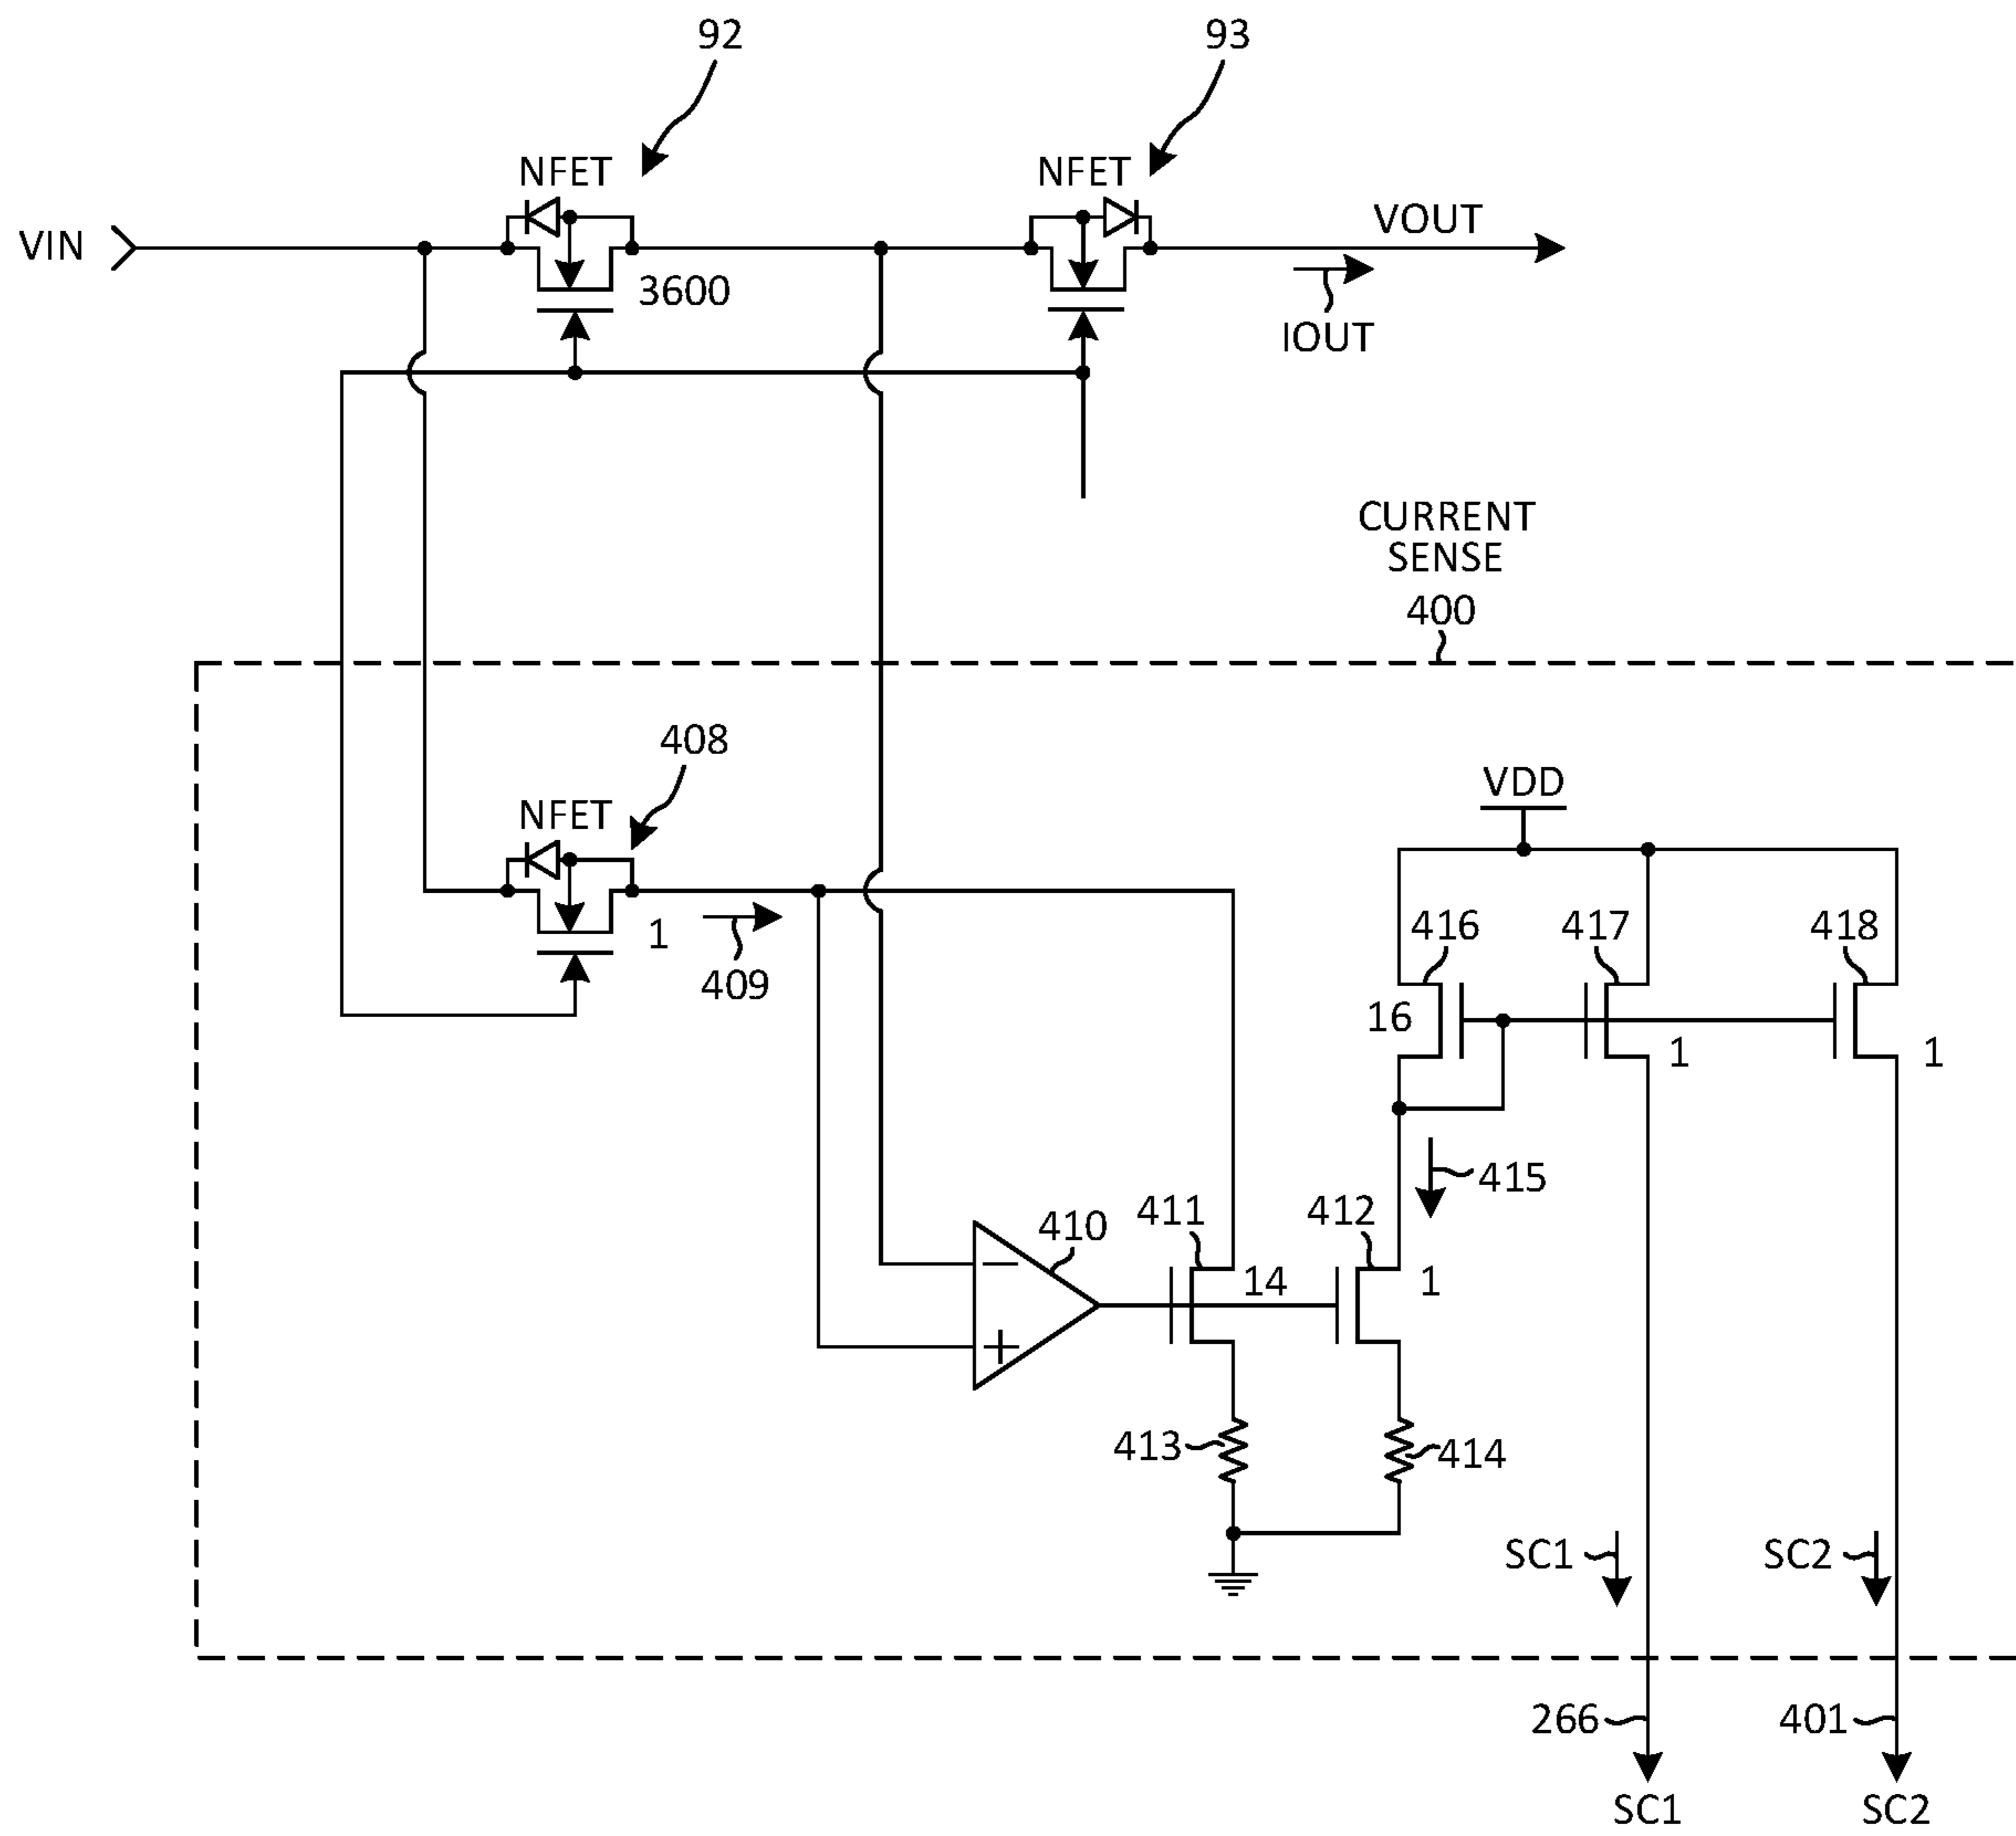 92
93
NFET
NFET
VIN
VOUT
3600
IOUT
CURRENT
SENSE
400
408
NFET
VDD
1
409
416
417
418
16
1
1
415
410
411
412
14
1
−
+
413
414
SC1
SC2
266
401
SC1
SC2